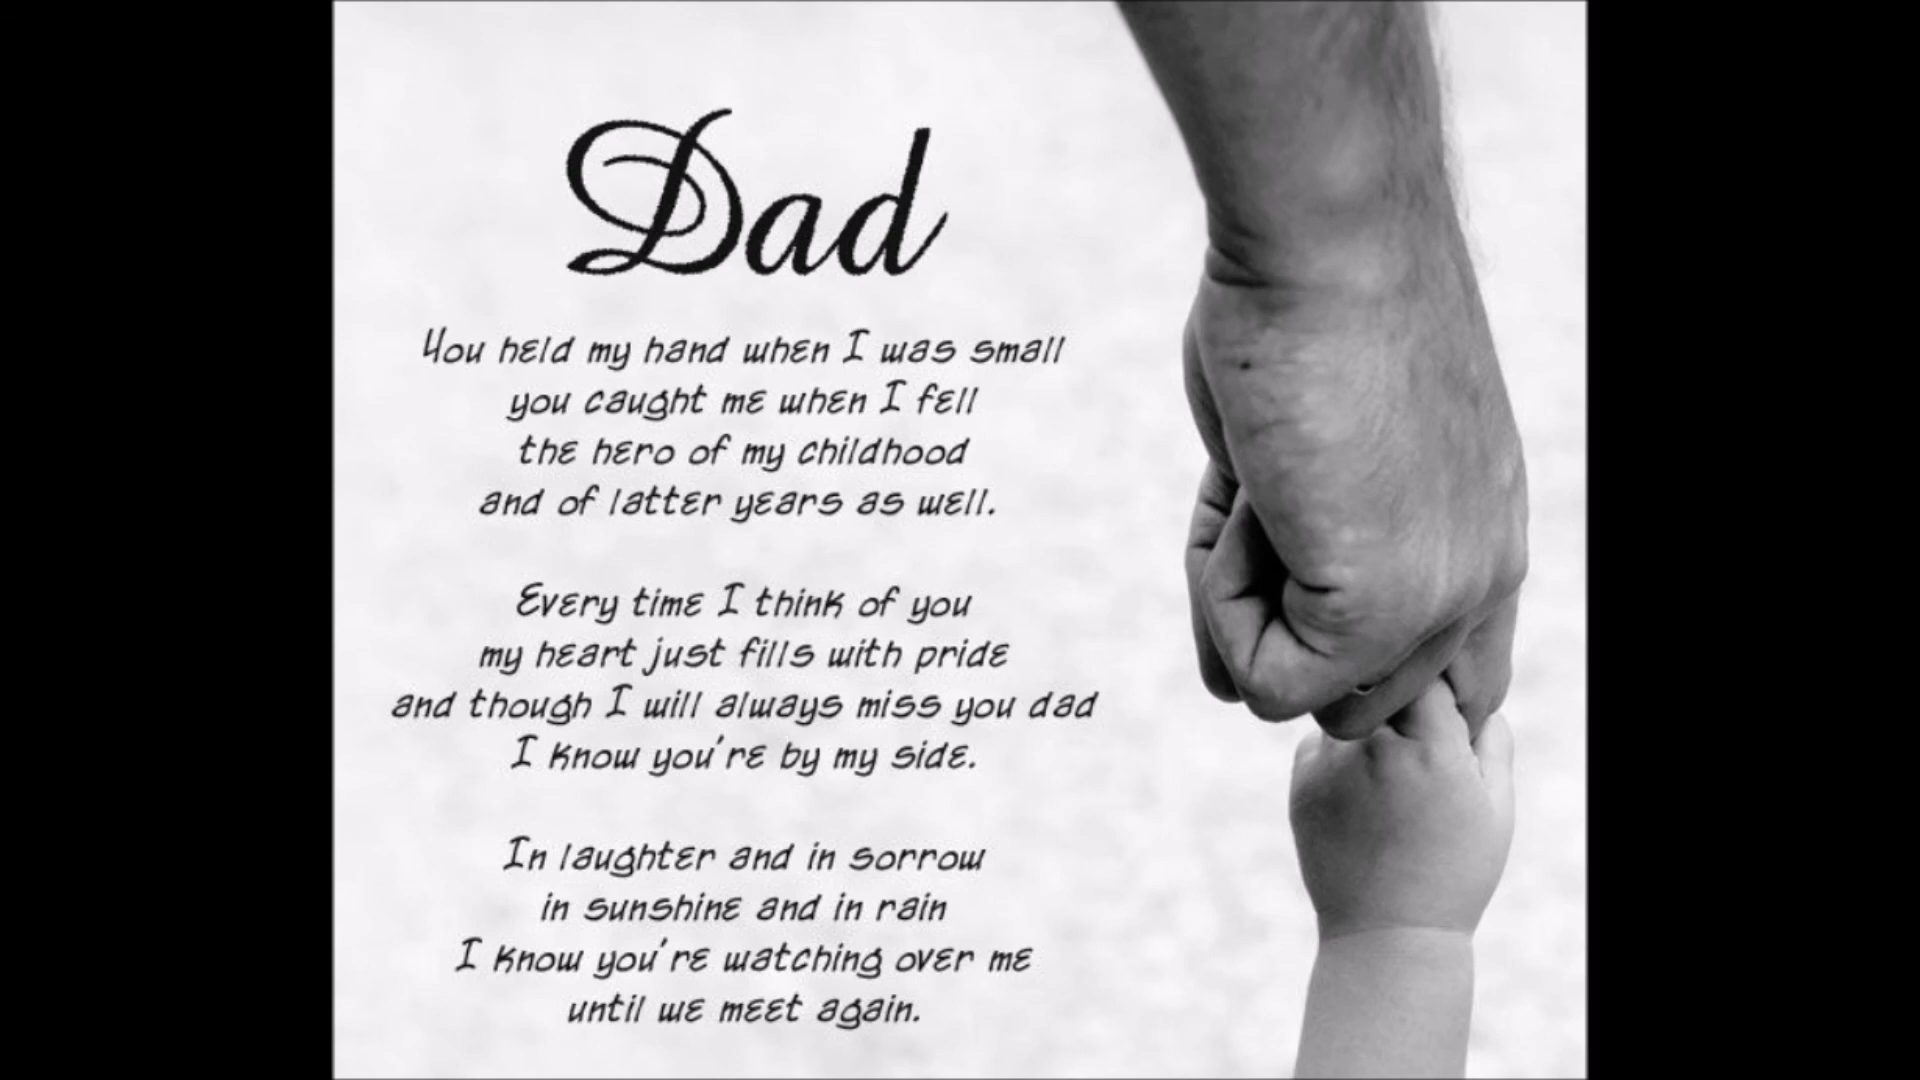 Dad
You held my hand when I was small
you caught me when I fell
the hero of my childhood
and of latter years as well.
Every time I think of you
my heart just fills with pride
and though I will always miss you dad
I know you're by my side.
In laughter and in sorrow
in sunshine and in rain
I know you're watching over me
until we meet again.